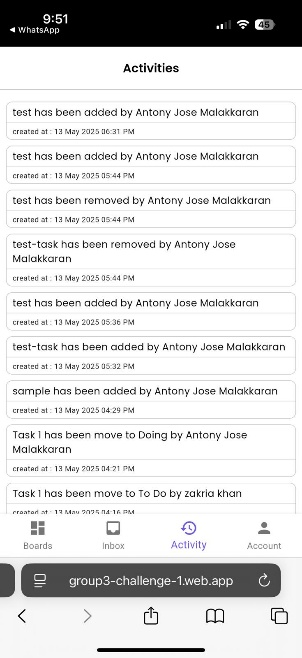 9:51
◀ WhatsApp
45
Activities
test has been added by Antony Jose Malakkaran
created at : 13 May 2025 06:31 PM
test has been added by Antony Jose Malakkaran
created at : 13 May 2025 05:44 PM
test has been removed by Antony Jose Malakkaran
created at : 13 May 2025 05:44 PM
test-task has been removed by Antony Jose
Malakkaran
created at : 13 May 2025 05:44 PM
test has been added by Antony Jose Malakkaran
created at : 13 May 2025 05:36 PM
test-task has been added by Antony Jose Malakkaran
created at : 13 May 2025 05:32 PM
sample has been added by Antony Jose Malakkaran
created at : 13 May 2025 04:29 PM
Task 1 has been move to Doing by Antony Jose
Malakkaran
created at : 13 May 2025 04:21 PM
Task 1 has been move to To Do by zakria khan
created at : 13 May 2025 04:16 PM
Boards
Inbox
Activity
Account
group3-challenge-1.web.app